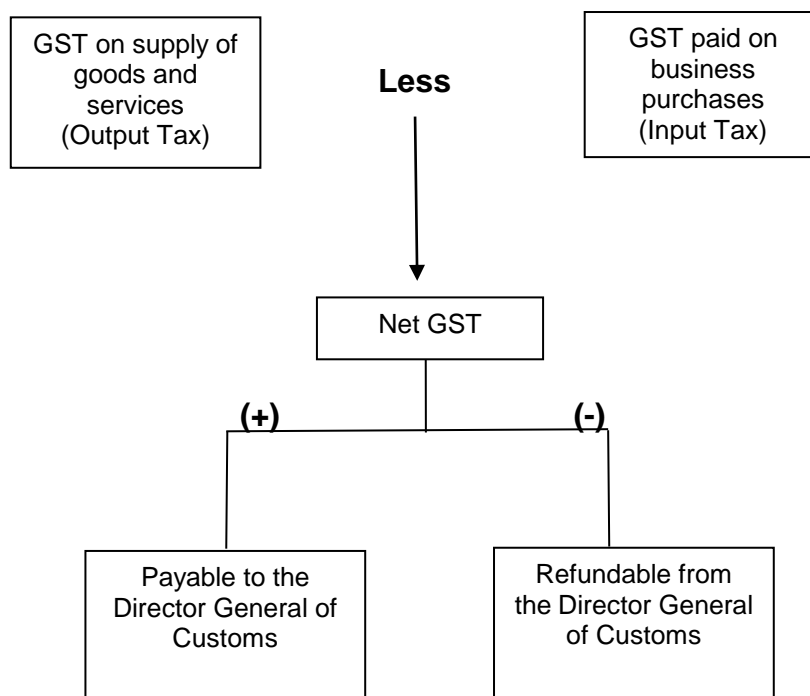 GST on supply of
goods and
services
(Output Tax)
Less
GST paid on
business
purchases
(Input Tax)
Net GST
(+)
(-)
Payable to the
Director General of
Customs
Refundable from
the Director General
of Customs